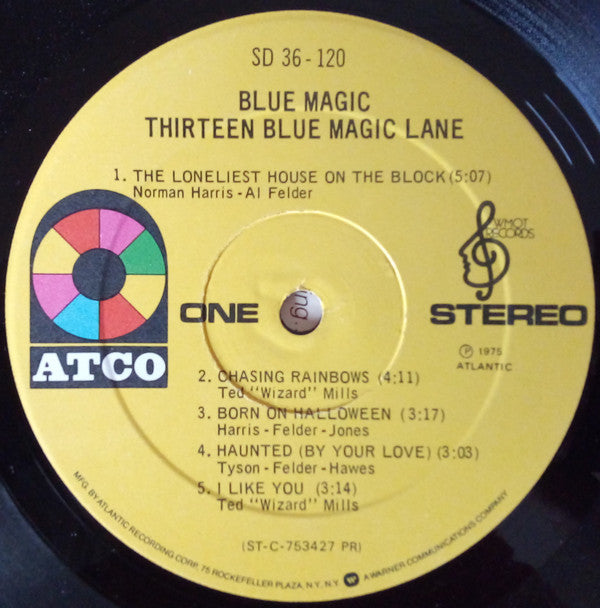 SD 36-120
BLUE MAGIC
THIRTEEN BLUE MAGIC LANE
1. THE LONELIEST HOUSE ON THE BLOCK (5:07)
Norman Harris - Al Felder
WMOT
RECORDS
ONE
STEREO
ing.
ATCO
℗ 1975
ATLANTIC
2. CHASING RAINBOWS (4:11)
Ted "Wizard" Mills
3. BORN ON HALLOWEEN (3:17)
Harris - Felder - Jones
4. HAUNTED (BY YOUR LOVE) (3:03)
Tyson - Felder - Hawes
5. I LIKE YOU (3:14)
Ted "Wizard" Mills
(ST-C-753427 PR)
MFG. BY ATLANTIC RECORDING CORP., 75 ROCKEFELLER PLAZA, N.Y. N.Y. A WARNER COMMUNICATIONS COMPANY